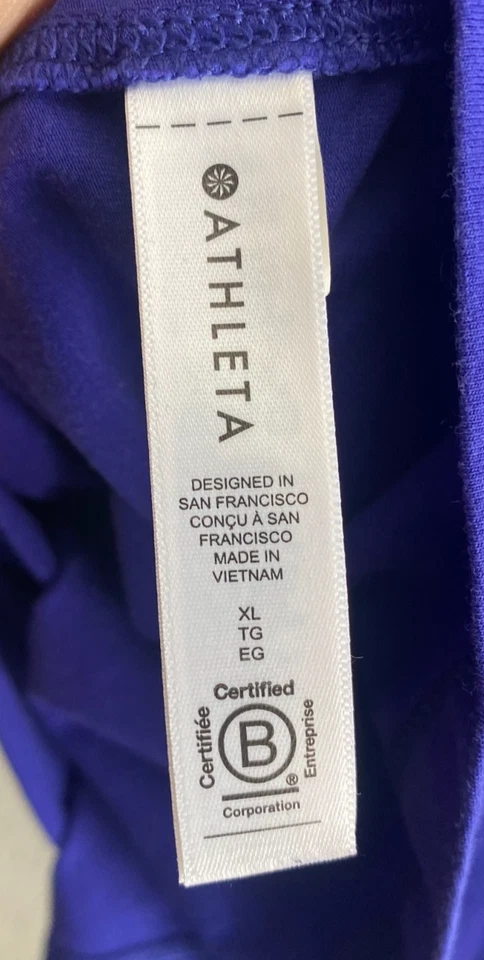 ATHLETA
DESIGNED IN
SAN FRANCISCO
CONÇU À SAN
FRANCISCO
MADE IN
VIETNAM
XL
TG
EG
Certified
Certifiée
B
®
Entreprise
Corporation